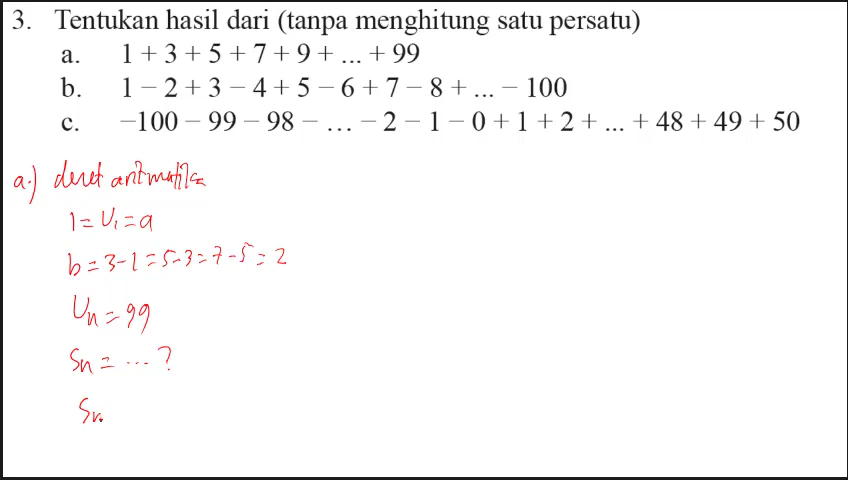 3. Tentukan hasil dari (tanpa menghitung satu persatu)
a. 1 + 3 + 5 + 7 + 9 + ... + 99
b. 1 − 2 + 3 − 4 + 5 − 6 + 7 − 8 + ... − 100
c. −100 − 99 − 98 − … − 2 − 1 − 0 + 1 + 2 + ... + 48 + 49 + 50
a.) deret aritmatika
1 = U₁ = a
b = 3-1 = 5-3 = 7-5 = 2
Un = 99
Sn = ... ?
Sn